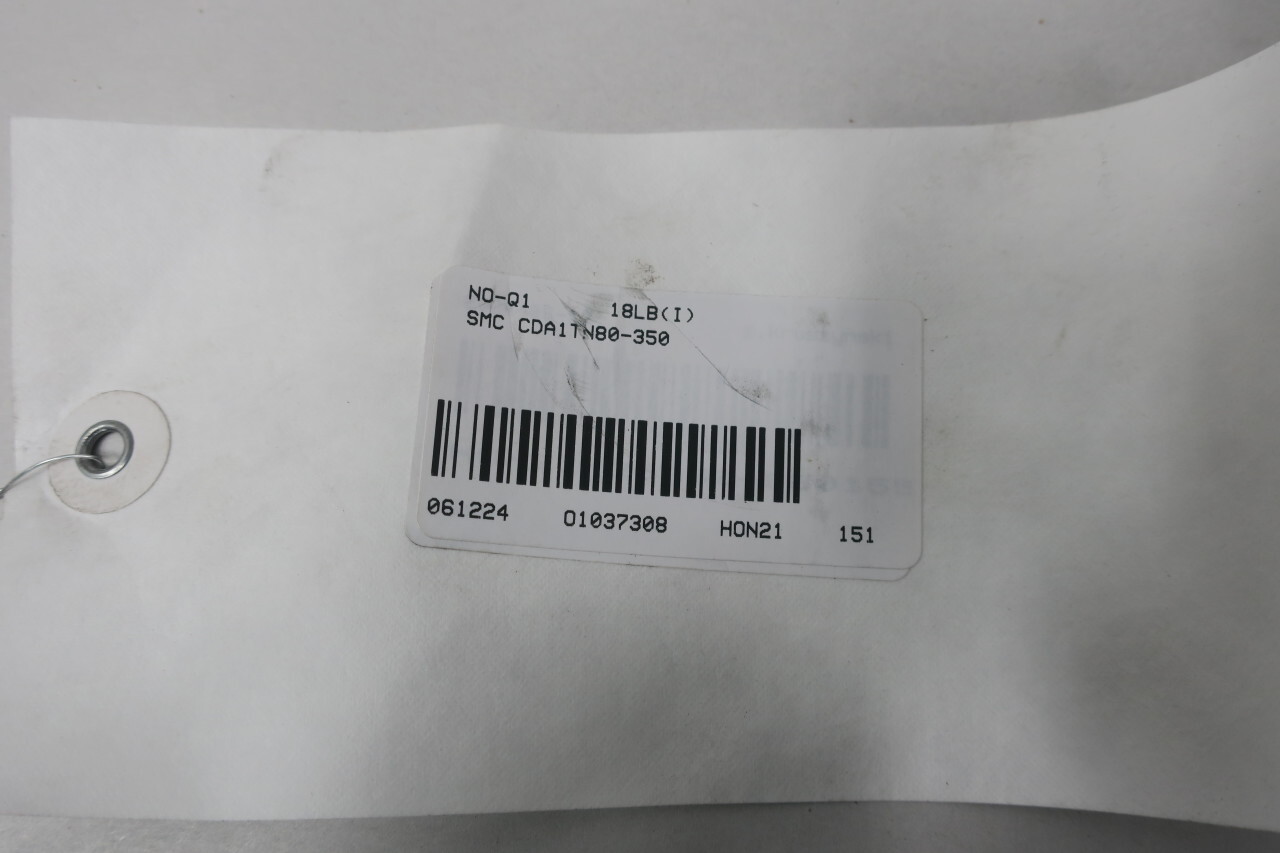 NO-Q1 18LB(I)
SMC CDA1TN80-350
061224 01037308 HON21 151